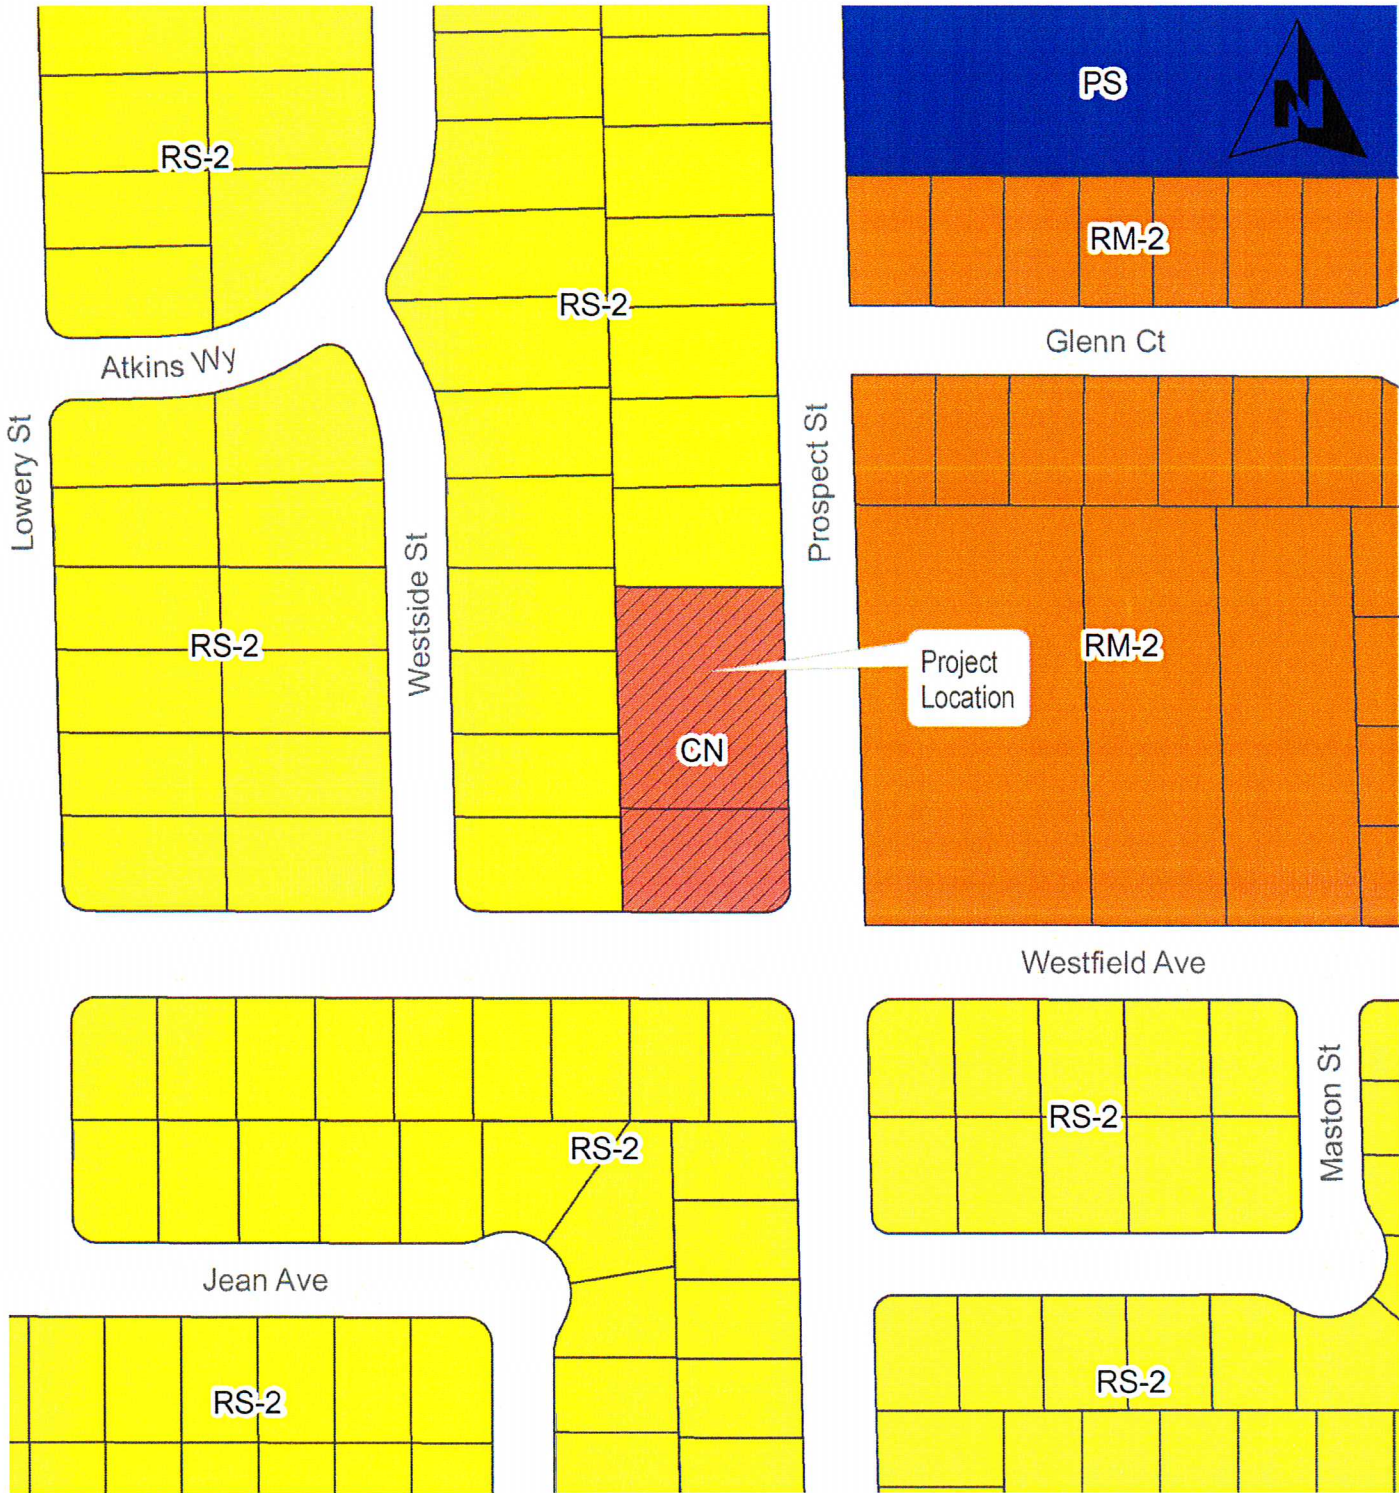 PS
N
RS-2
RM-2
RS-2
Glenn Ct
Atkins Wy
Lowery St
Prospect St
Westside St
RS-2
RM-2
Project
Location
CN
Westfield Ave
Maston St
RS-2
RS-2
Jean Ave
RS-2
RS-2